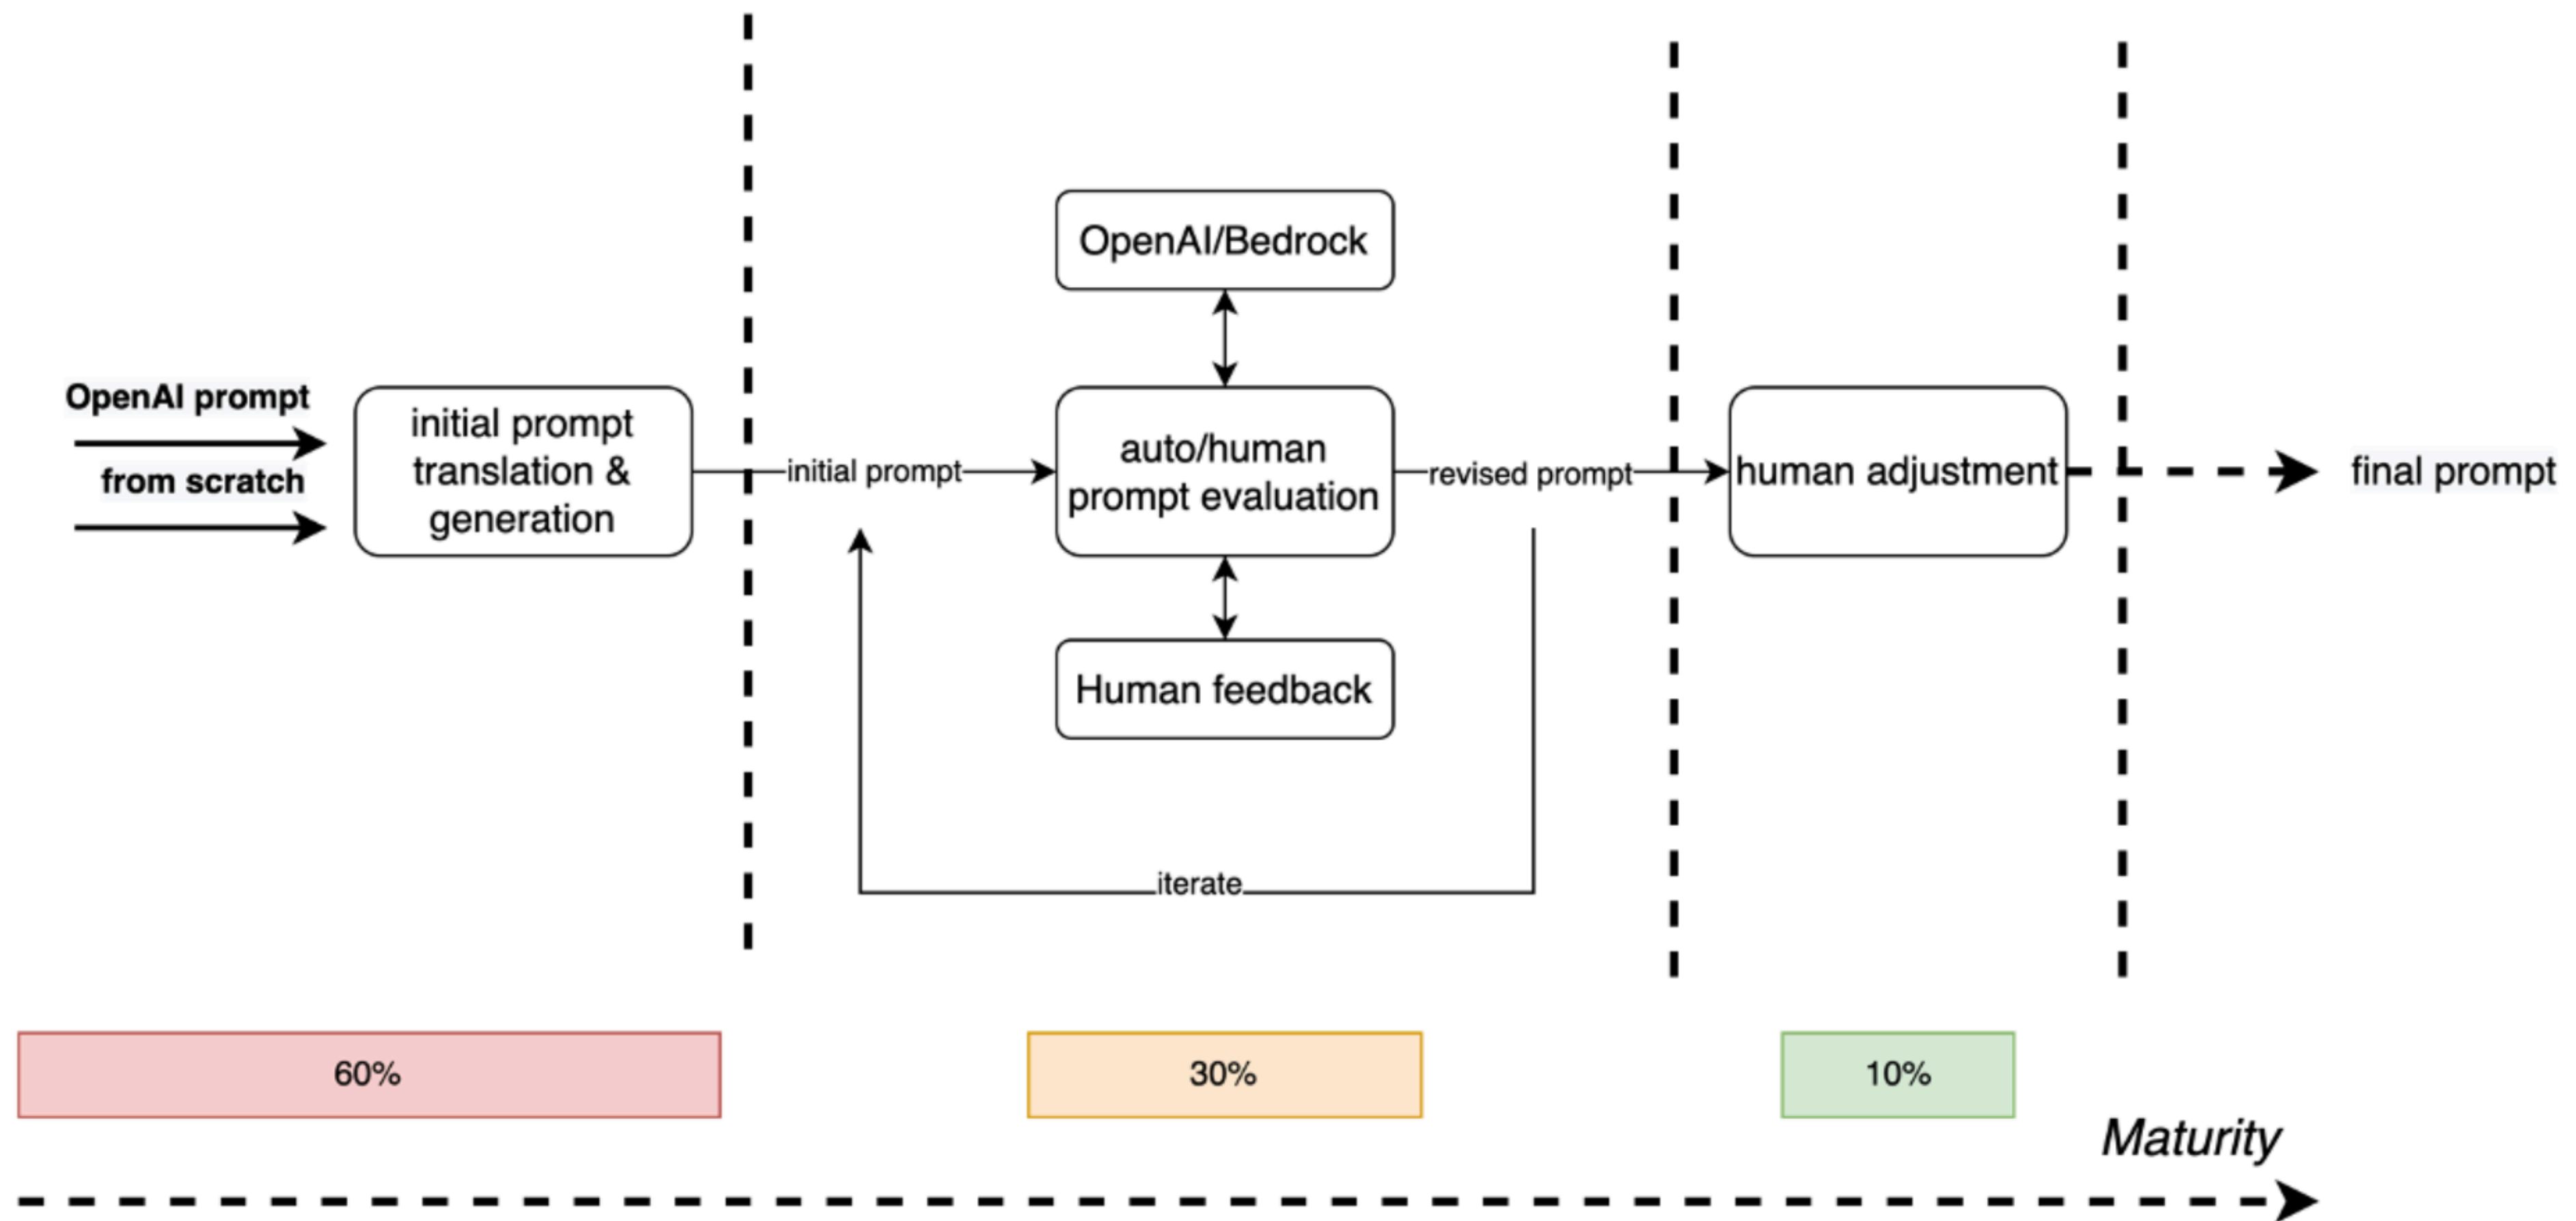 OpenAI prompt
from scratch
initial prompt
translation &
generation
initial prompt
OpenAI/Bedrock
auto/human
prompt evaluation
Human feedback
iterate
revised prompt
human adjustment
final prompt
60%
30%
10%
Maturity